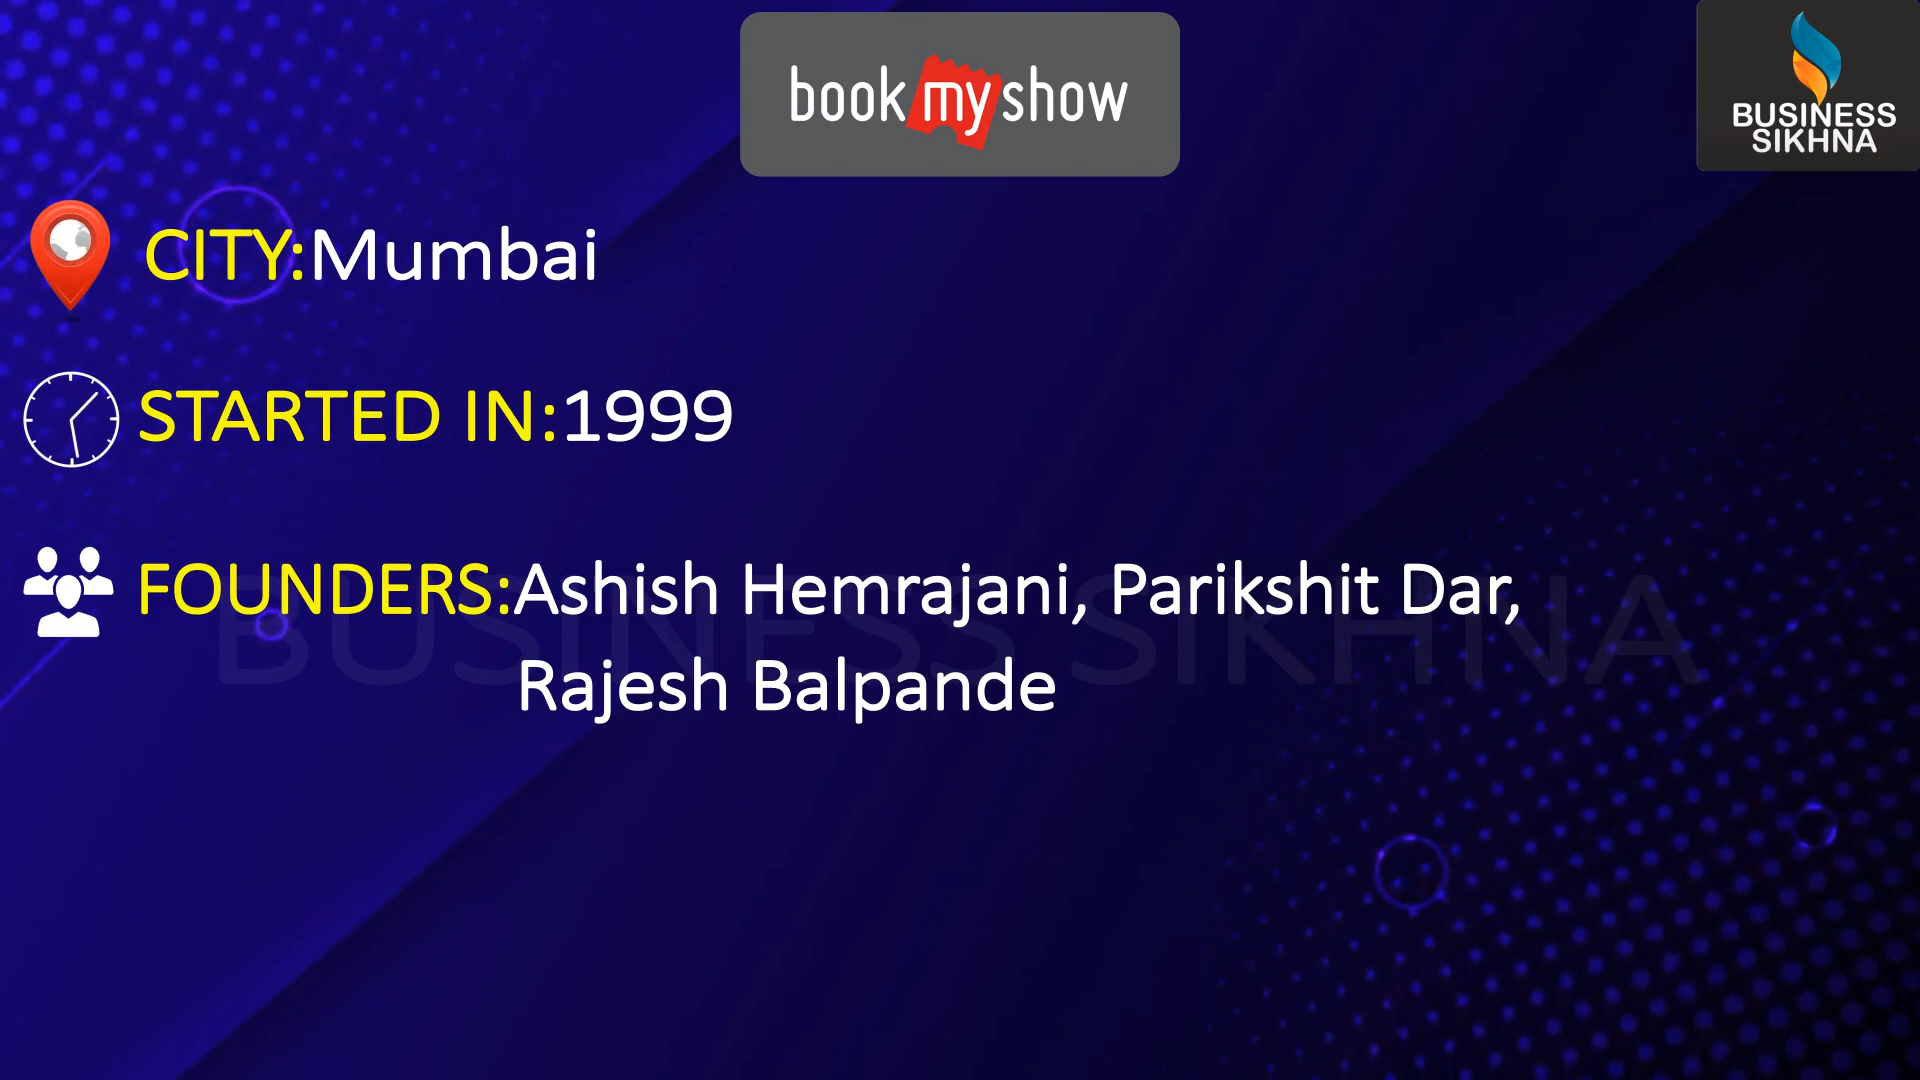 bookmyshow
BUSINESS
SIKHNA
CITY:Mumbai
STARTED IN:1999
FOUNDERS:Ashish Hemrajani, Parikshit Dar,
Rajesh Balpande
BUSINESS SIKHNA